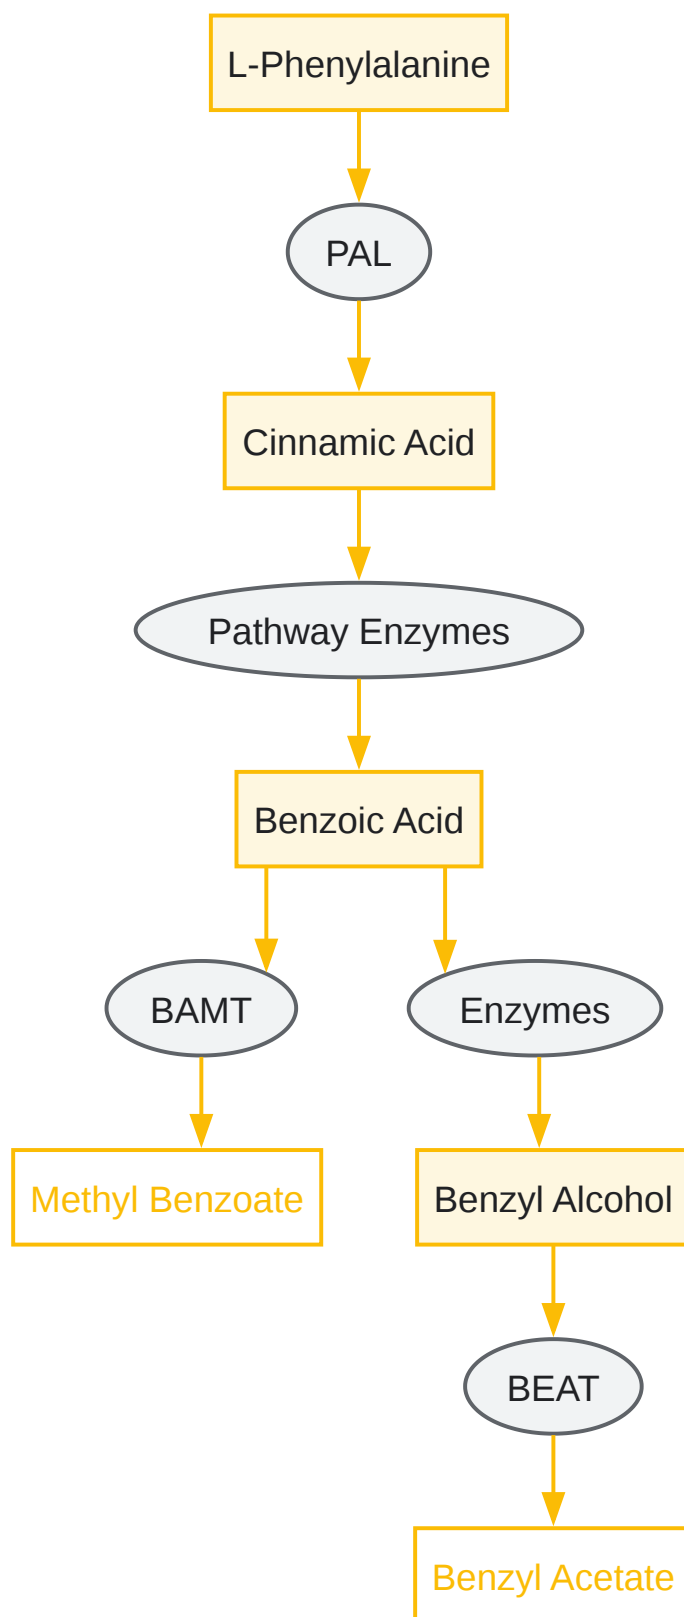 L-Phenylalanine
PAL
Cinnamic Acid
Pathway Enzymes
Benzoic Acid
BAMT
Enzymes
Methyl Benzoate
Benzyl Alcohol
BEAT
Benzyl Acetate